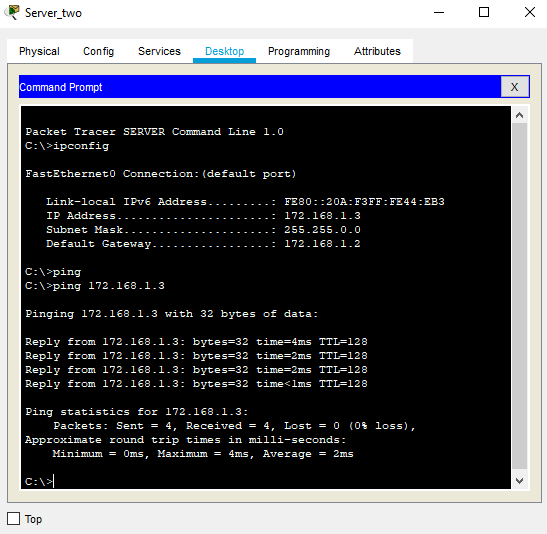 Server_two
Physical Config Services Desktop Programming Attributes
Command Prompt X
Packet Tracer SERVER Command Line 1.0
C:\>ipconfig
FastEthernet0 Connection:(default port)
Link-local IPv6 Address.........: FE80::20A:F3FF:FE44:EB3
IP Address......................: 172.168.1.3
Subnet Mask.....................: 255.255.0.0
Default Gateway.................: 172.168.1.2
C:\>ping
C:\>ping 172.168.1.3
Pinging 172.168.1.3 with 32 bytes of data:
Reply from 172.168.1.3: bytes=32 time=4ms TTL=128
Reply from 172.168.1.3: bytes=32 time=2ms TTL=128
Reply from 172.168.1.3: bytes=32 time=2ms TTL=128
Reply from 172.168.1.3: bytes=32 time<1ms TTL=128
Ping statistics for 172.168.1.3:
Packets: Sent = 4, Received = 4, Lost = 0 (0% loss),
Approximate round trip times in milli-seconds:
Minimum = 0ms, Maximum = 4ms, Average = 2ms
C:\>
Top